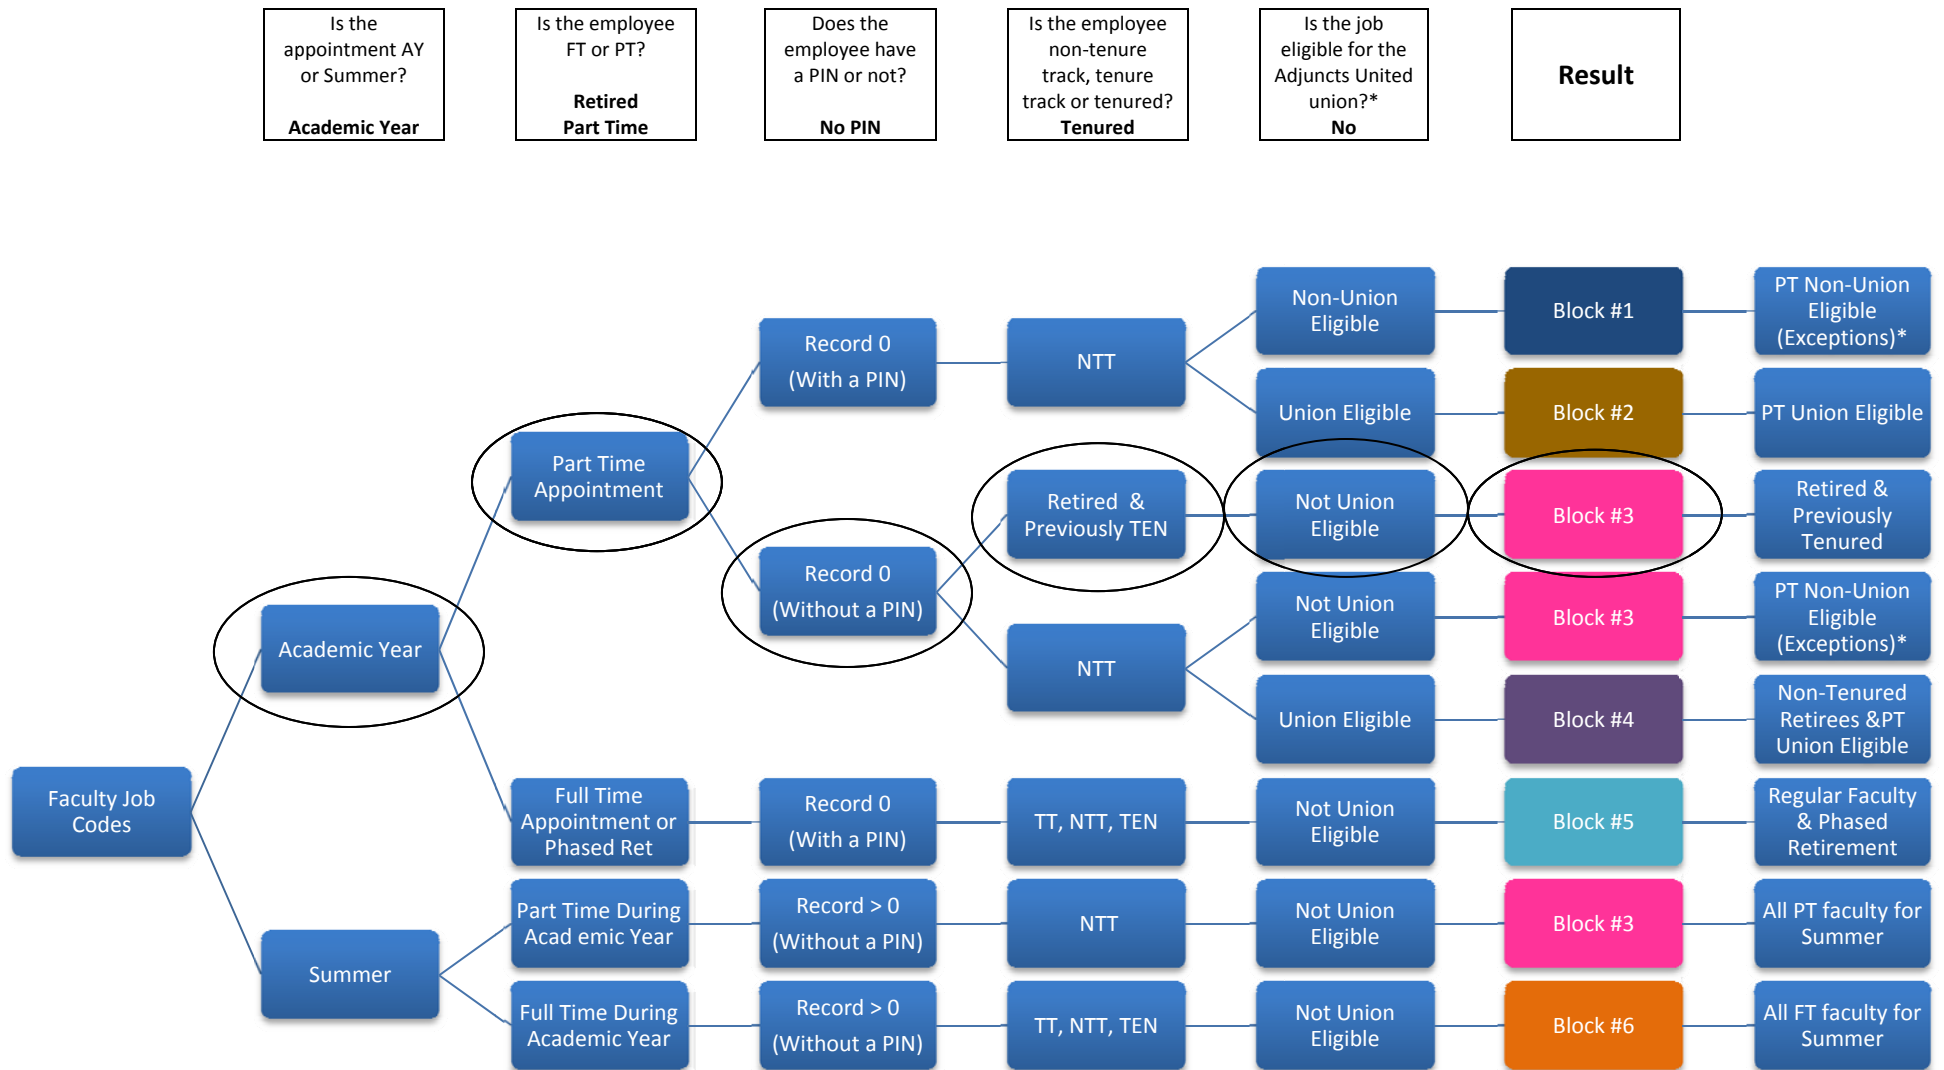 Is the
appointment AY
or Summer?
Academic Year
Is the employee
FT or PT?
Retired
Part Time
Does the
employee have
a PIN or not?
No PIN
Is the employee
non-tenure
track, tenure
track or tenured?
Tenured
Is the job
eligible for the
Adjuncts United
union?*
No
Result
Faculty Job
Codes
Academic Year
Summer
Part Time
Appointment
Full Time
Appointment or
Phased Ret
Part Time During
Acad emic Year
Full Time During
Academic Year
Record 0
(With a PIN)
Record 0
(Without a PIN)
Record 0
(With a PIN)
Record > 0
(Without a PIN)
Record > 0
(Without a PIN)
NTT
Retired &
Previously TEN
NTT
TT, NTT, TEN
NTT
TT, NTT, TEN
Non-Union
Eligible
Union Eligible
Not Union
Eligible
Not Union
Eligible
Union Eligible
Not Union
Eligible
Not Union
Eligible
Not Union
Eligible
Block #1
Block #2
Block #3
Block #3
Block #4
Block #5
Block #3
Block #6
PT Non-Union
Eligible
(Exceptions)*
PT Union Eligible
Retired &
Previously
Tenured
PT Non-Union
Eligible
(Exceptions)*
Non-Tenured
Retirees &PT
Union Eligible
Regular Faculty
& Phased
Retirement
All PT faculty for
Summer
All FT faculty for
Summer